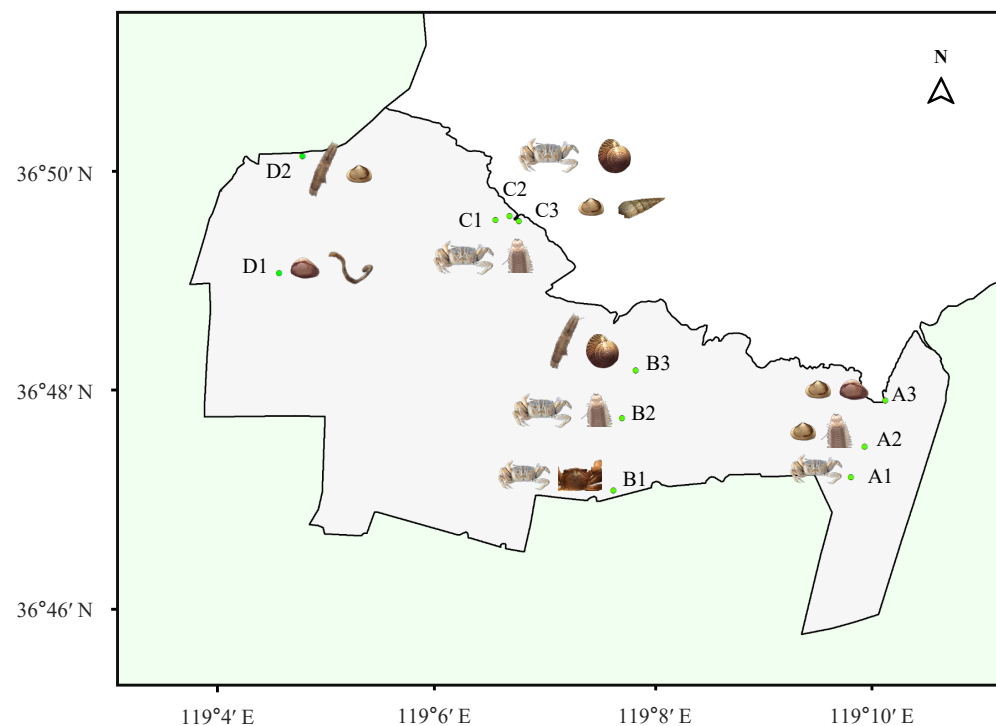 N
36°50′ N
D2
C2
C1
C3
D1
B3
36°48′ N
A3
B2
A2
B1
A1
36°46′ N
119°4′ E
119°6′ E
119°8′ E
119°10′ E